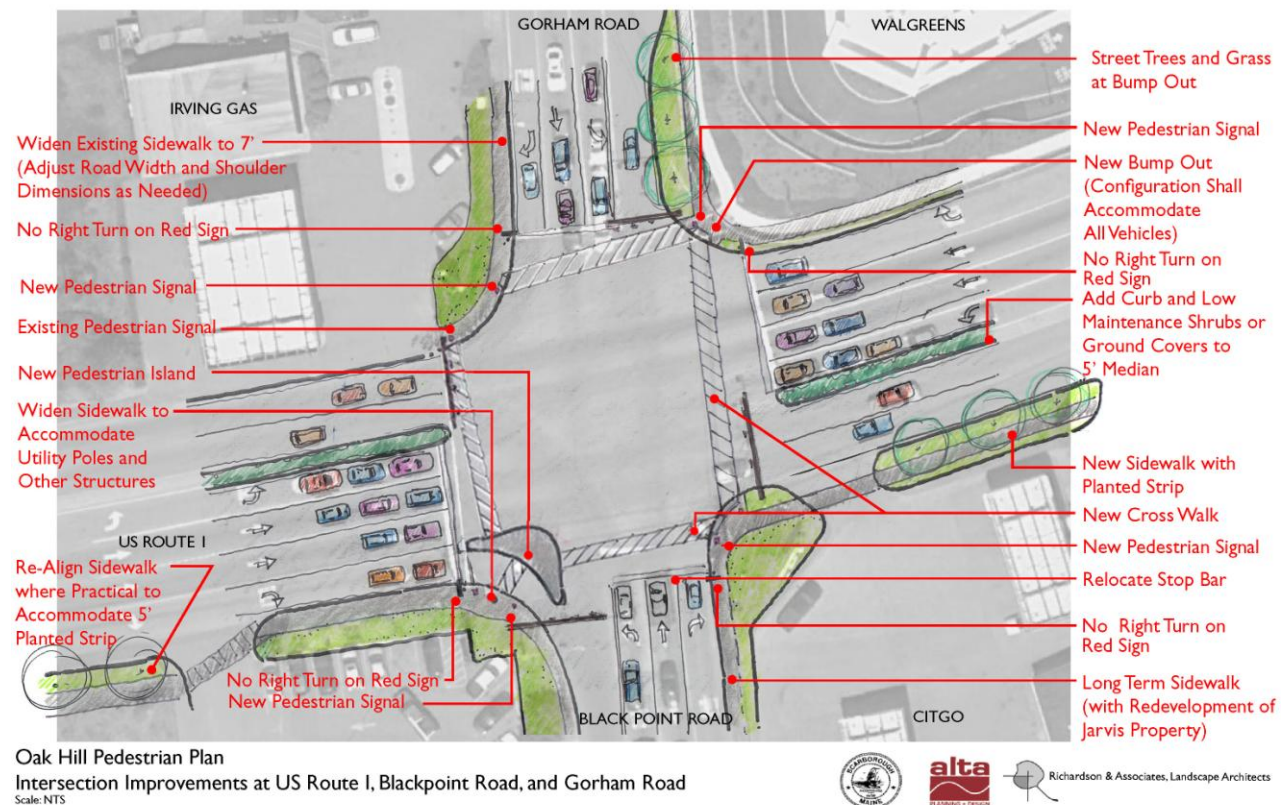 GORHAM ROAD
WALGREENS
IRVING GAS
Widen Existing Sidewalk to 7'
(Adjust Road Width and Shoulder
Dimensions as Needed)
No Right Turn on Red Sign
New Pedestrian Signal
Existing Pedestrian Signal
New Pedestrian Island
Widen Sidewalk to
Accommodate
Utility Poles and
Other Structures
US ROUTE 1
Re-Align Sidewalk
where Practical to
Accommodate 5'
Planted Strip
No Right Turn on Red Sign
New Pedestrian Signal
BLACK POINT ROAD
CITGO
Street Trees and Grass
at Bump Out
New Pedestrian Signal
New Bump Out
(Configuration Shall
Accommodate
All Vehicles)
No Right Turn on
Red Sign
Add Curb and Low
Maintenance Shrubs or
Ground Covers to
5' Median
New Sidewalk with
Planted Strip
New Cross Walk
New Pedestrian Signal
Relocate Stop Bar
No Right Turn on
Red Sign
Long Term Sidewalk
(with Redevelopment of
Jarvis Property)
Oak Hill Pedestrian Plan
Intersection Improvements at US Route 1, Blackpoint Road, and Gorham Road
Scale: NTS
SCARBOROUGH
MAINE
alta
PLANNING + DESIGN
Richardson & Associates, Landscape Architects